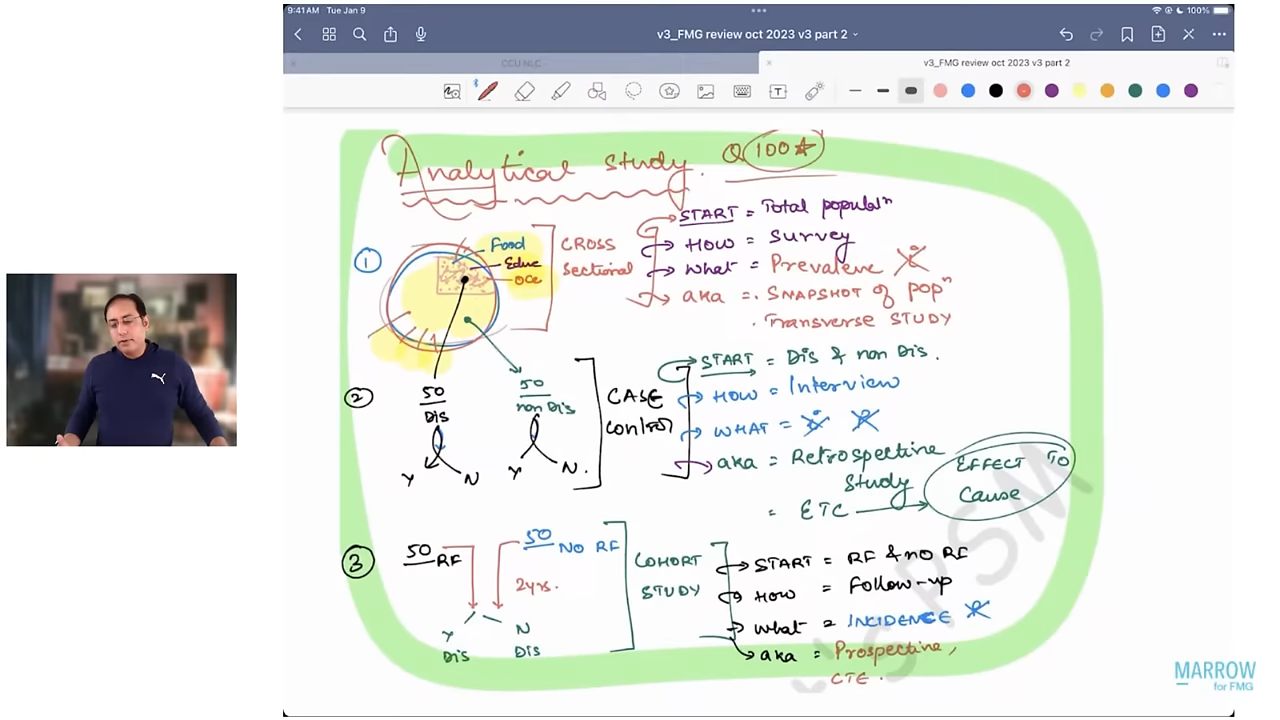 9:41 AM Tue Jan 9
100%
v3_FMG review oct 2023 v3 part 2
CCU NLC
v3_FMG review oct 2023 v3 part 2
Analytical study. Q 100
1
Food
Educ
Occ
CROSS
Sectional
START = Total populn
HOW = Survey
What = Prevalence
aka = . SNAPSHOT of popn
. Transverse STUDY
2
50
Dis
50
non Dis
Y N
Y N.
CASE
Control
START = Dis & non Dis.
HOW = Interview
WHAT =
aka = Retrospective
Study
= ETC
EFFECT TO
Cause
3
50 RF
50 NO RF
2yrs.
Y
Dis
N
Dis
COHORT
STUDY
START = RF & no RF
How = Follow-up
What = INCIDENCE
aka = Prospective,
CTE.
PSM
MARROW
for FMG